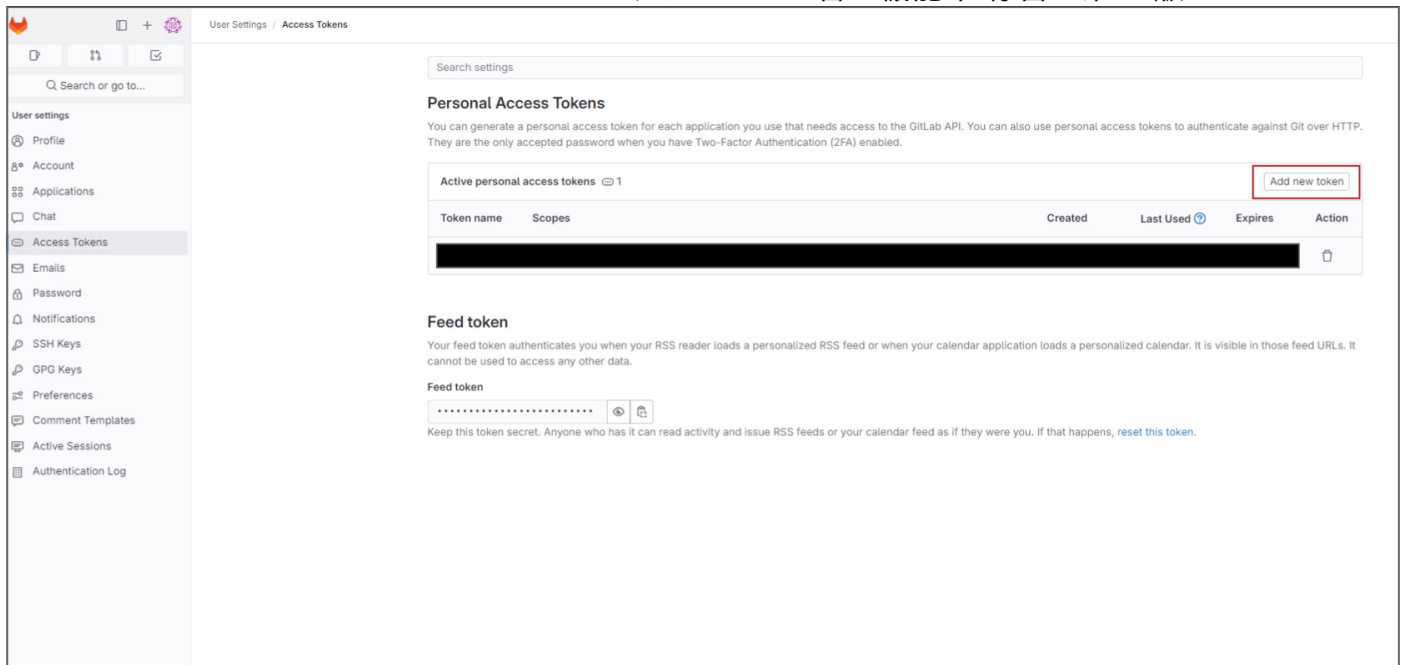 User Settings / Access Tokens
Search or go to...
User settings
Profile
Account
Applications
Chat
Access Tokens
Emails
Password
Notifications
SSH Keys
GPG Keys
Preferences
Comment Templates
Active Sessions
Authentication Log
Search settings
Personal Access Tokens
You can generate a personal access token for each application you use that needs access to the GitLab API. You can also use personal access tokens to authenticate against Git over HTTP.
They are the only accepted password when you have Two-Factor Authentication (2FA) enabled.
Active personal access tokens 1
Add new token
Token name Scopes Created Last Used Expires Action
Feed token
Your feed token authenticates you when your RSS reader loads a personalized RSS feed or when your calendar application loads a personalized calendar. It is visible in those feed URLs. It
cannot be used to access any other data.
Feed token
Keep this token secret. Anyone who has it can read activity and issue RSS feeds or your calendar feed as if they were you. If that happens, reset this token.